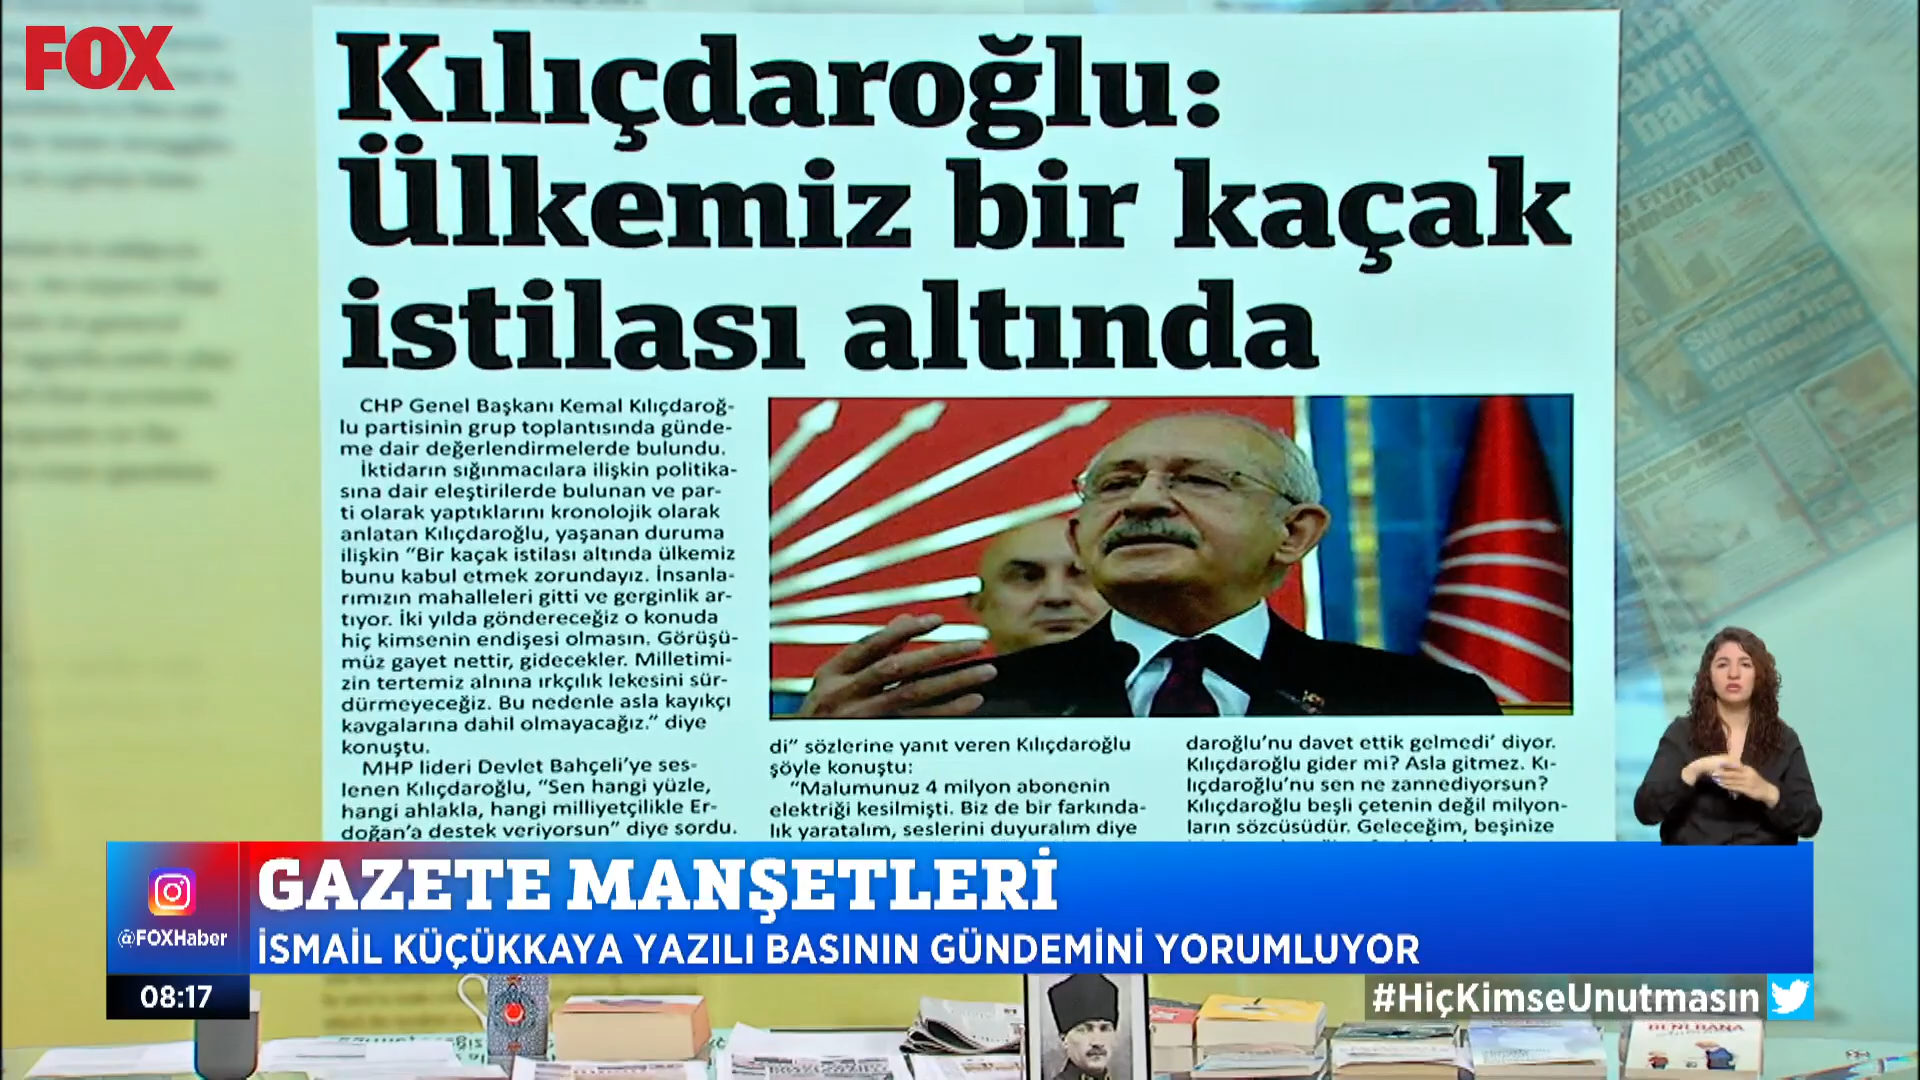 FOX
Kılıçdaroğlu:
Ülkemiz bir kaçak
istilası altında
CHP Genel Başkanı Kemal Kılıçdaroğ-
lu partisinin grup toplantısında günde-
me dair değerlendirmelerde bulundu.
İktidarın sığınmacılara ilişkin politika-
sına dair eleştirilerde bulunan ve par-
ti olarak yaptıklarını kronolojik olarak
anlatan Kılıçdaroğlu, yaşanan duruma
ilişkin “Bir kaçak istilası altında ülkemiz
bunu kabul etmek zorundayız. İnsanla-
rımızın mahalleleri gitti ve gerginlik ar-
tıyor. İki yılda göndereceğiz o konuda
hiç kimsenin endişesi olmasın. Görüşü-
müz gayet nettir, gidecekler. Milletimi-
zin tertemiz alnına ırkçılık lekesini sür-
dürmeyeceğiz. Bu nedenle asla kayıkçı
kavgalarına dahil olmayacağız.” diye
konuştu.
MHP lideri Devlet Bahçeli’ye ses-
lenen Kılıçdaroğlu, “Sen hangi yüzle,
hangi ahlakla, hangi milliyetçilikle Er-
doğan’a destek veriyorsun” diye sordu.
di” sözlerine yanıt veren Kılıçdaroğlu
şöyle konuştu:
“Malumunuz 4 milyon abonenin
elektriği kesilmişti. Biz de bir farkında-
lık yaratalım, seslerini duyuralım diye
daroğlu’nu davet ettik gelmedi’ diyor.
Kılıçdaroğlu gider mi? Asla gitmez. Kı-
lıçdaroğlu’nu sen ne zannediyorsun?
Kılıçdaroğlu beşli çetenin değil milyon-
ların sözcüsüdür. Geleceğim, beşinize
GAZETE MANŞETLERİ
@FOXHaber
İSMAİL KÜÇÜKKAYA YAZILI BASININ GÜNDEMİNİ YORUMLUYOR
08:17
#HiçKimseUnutmasın